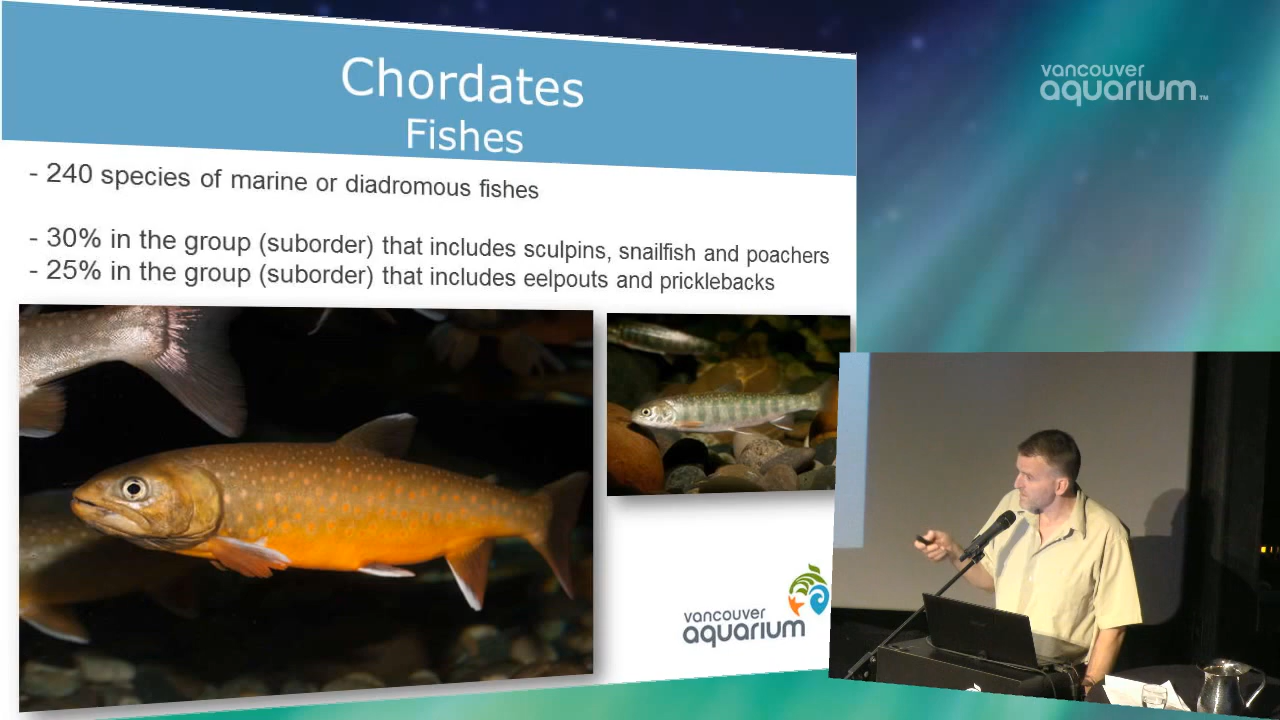 Chordates
Fishes
- 240 species of marine or diadromous fishes
- 30% in the group (suborder) that includes sculpins, snailfish and poachers
- 25% in the group (suborder) that includes eelpouts and pricklebacks
vancouver
aquarium
vancouver
aquarium™